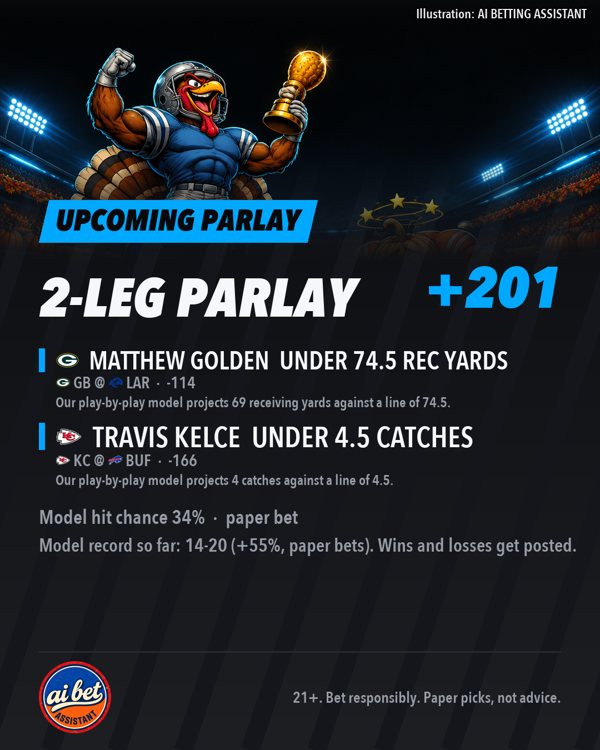 Illustration: AI BETTING ASSISTANT
UPCOMING PARLAY
2-LEG PARLAY +201
MATTHEW GOLDEN UNDER 74.5 REC YARDS
GB @ LAR · -114
Our play-by-play model projects 69 receiving yards against a line of 74.5.
TRAVIS KELCE UNDER 4.5 CATCHES
KC @ BUF · -166
Our play-by-play model projects 4 catches against a line of 4.5.
Model hit chance 34% · paper bet
Model record so far: 14-20 (+55%, paper bets). Wins and losses get posted.
ai bet
ASSISTANT
21+. Bet responsibly. Paper picks, not advice.